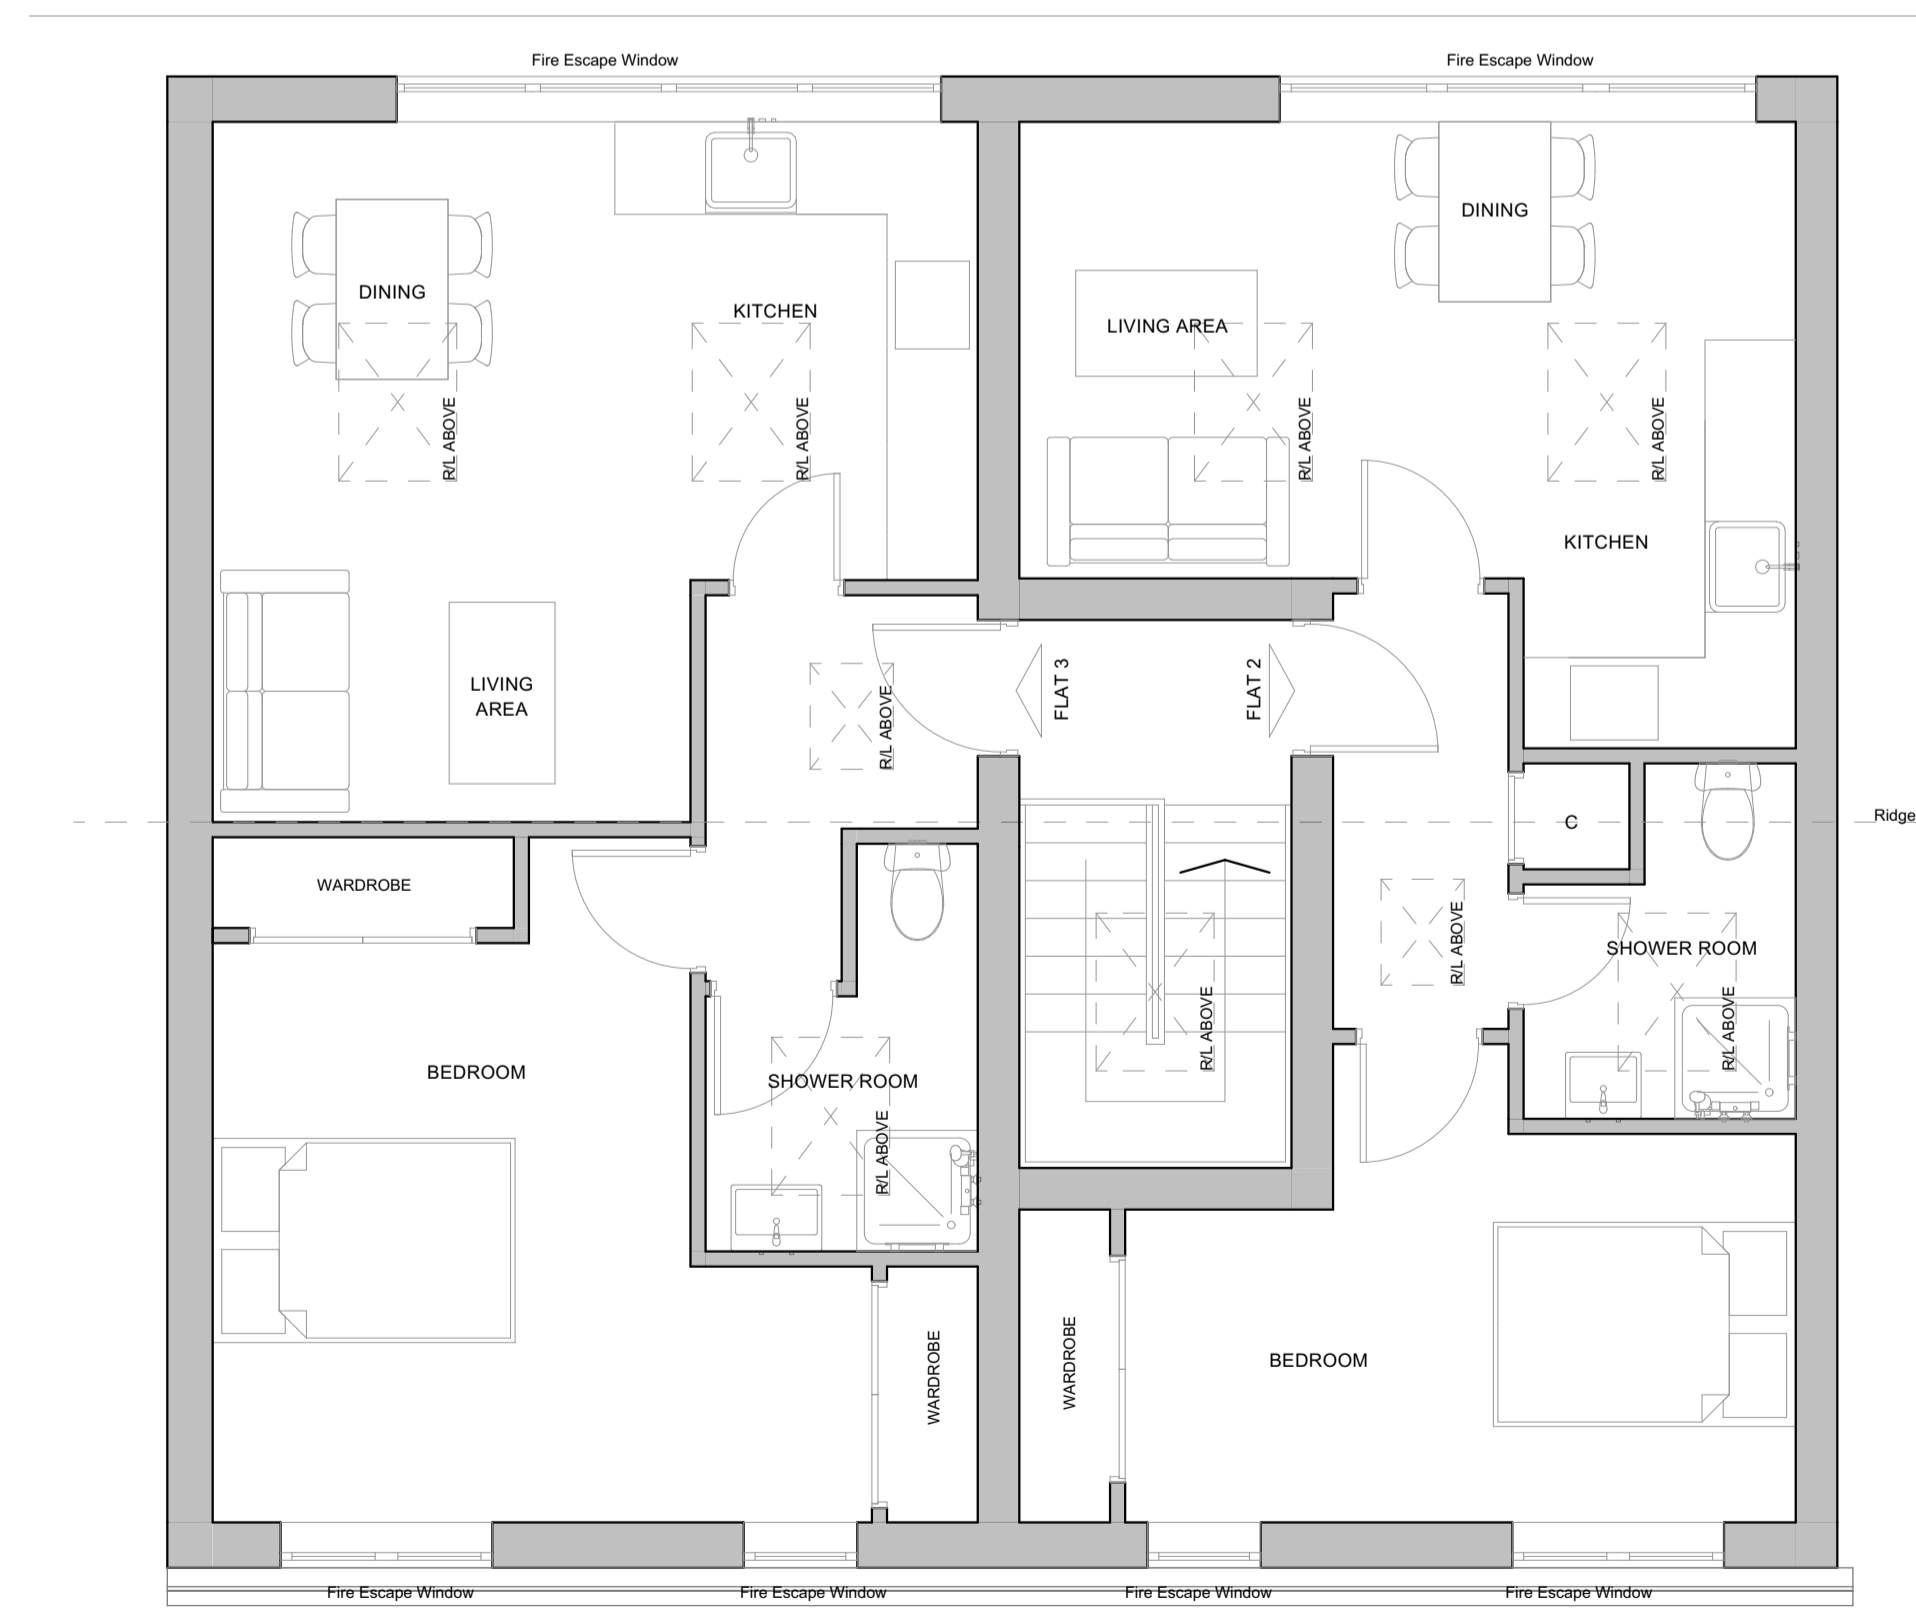 Fire Escape Window
Fire Escape Window
DINING
DINING
KITCHEN
LIVING AREA
R/L ABOVE
R/L ABOVE
R/L ABOVE
R/L ABOVE
KITCHEN
LIVING
AREA
R/L ABOVE
FLAT 3
FLAT 2
C
Ridge
WARDROBE
R/L ABOVE
SHOWER ROOM
R/L ABOVE
R/L ABOVE
BEDROOM
SHOWER ROOM
R/L ABOVE
WARDROBE
WARDROBE
BEDROOM
Fire Escape Window
Fire Escape Window
Fire Escape Window
Fire Escape Window